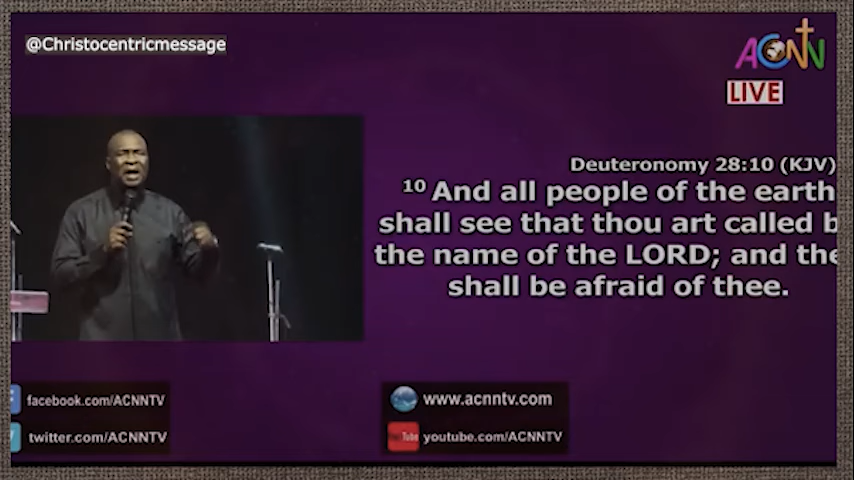 @Christocentricmessage
ACNN
LIVE
Deuteronomy 28:10 (KJV)
10 And all people of the earth
shall see that thou art called b
the name of the LORD; and the
shall be afraid of thee.
facebook.com/ACNNTV
www.acnntv.com
twitter.com/ACNNTV
YouTube
youtube.com/ACNNTV